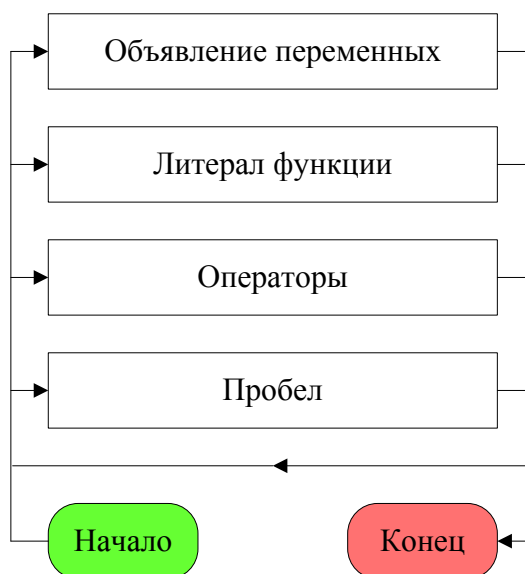 Объявление переменных
Литерал функции
Операторы
Пробел
Начало
Конец